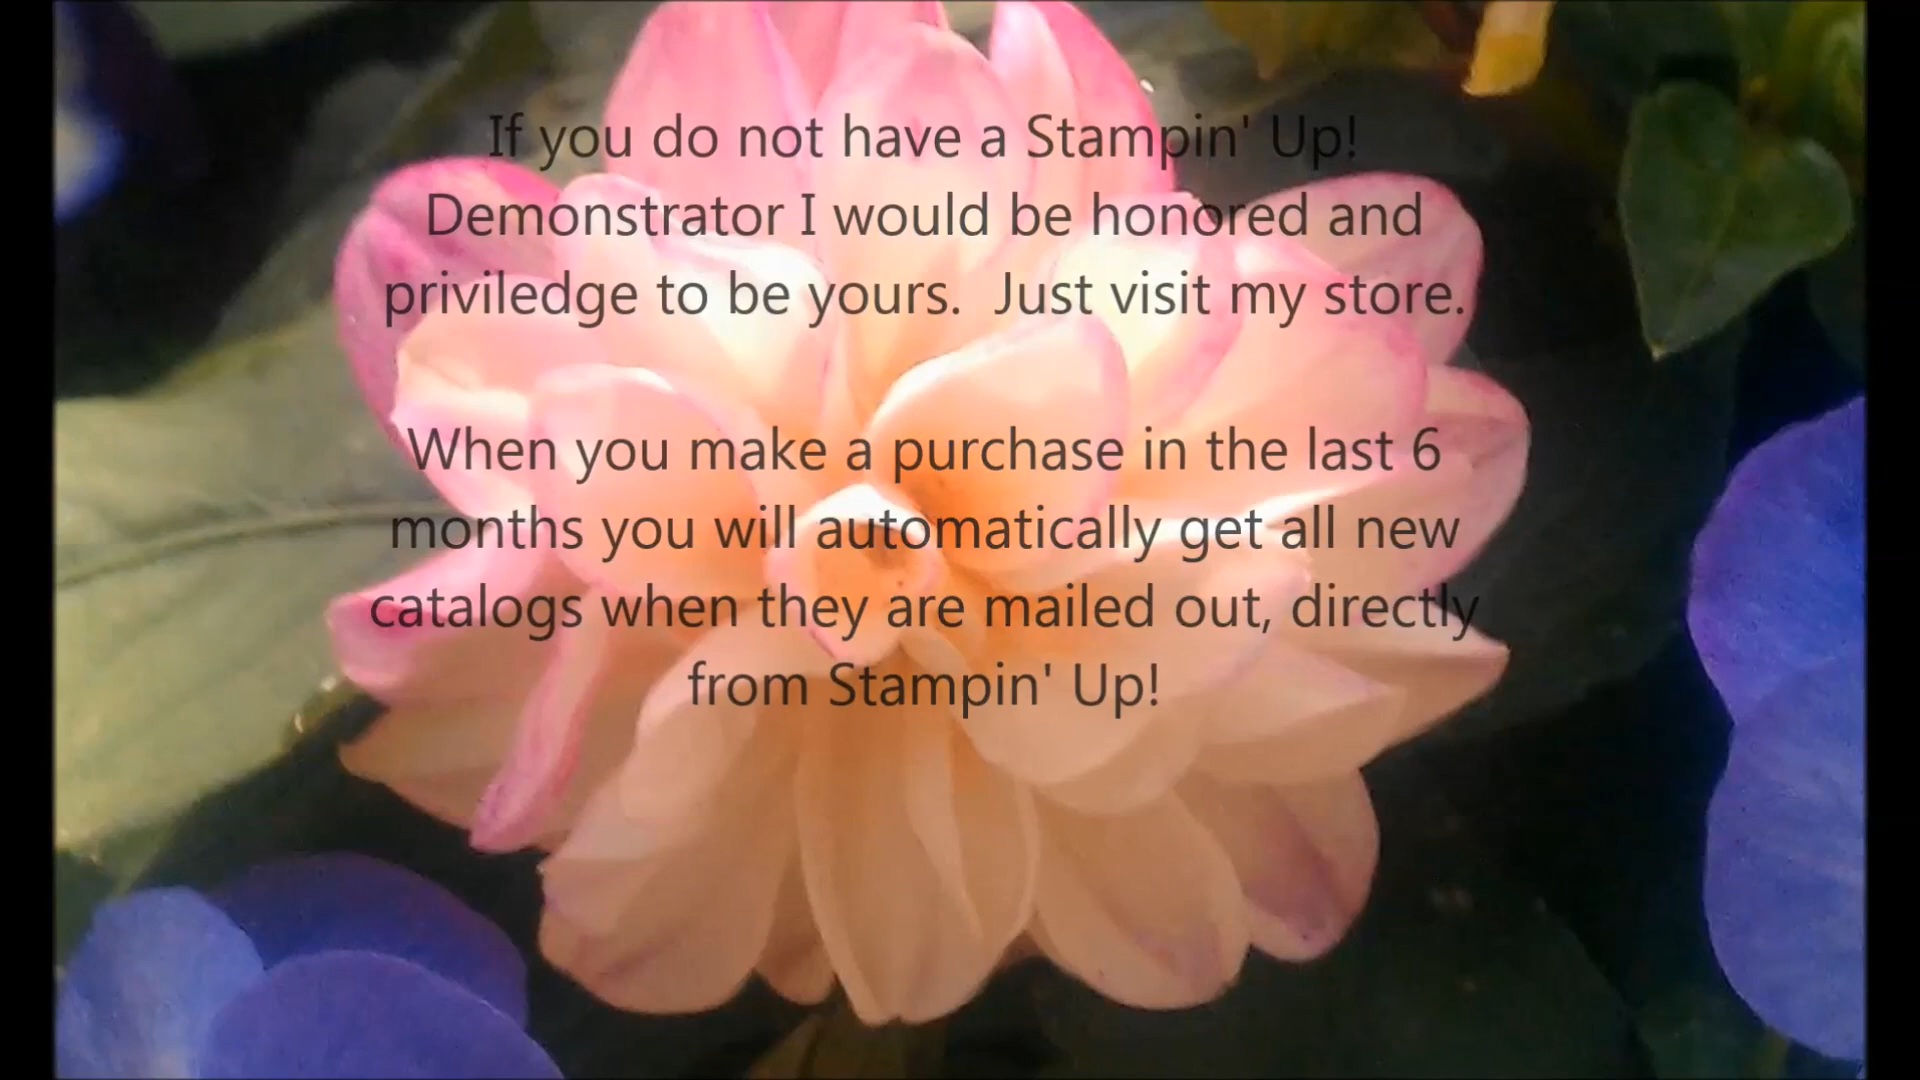 If you do not have a Stampin' Up!
Demonstrator I would be honored and
priviledge to be yours.  Just visit my store.
When you make a purchase in the last 6
months you will automatically get all new
catalogs when they are mailed out, directly
from Stampin' Up!